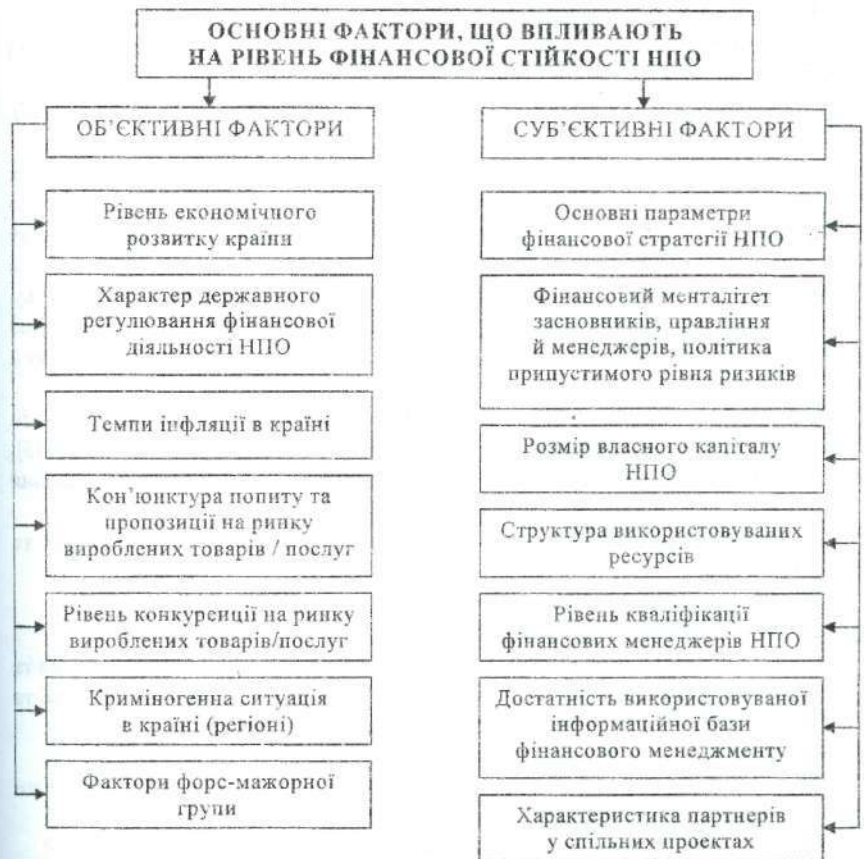 ОСНОВНІ ФАКТОРИ, ЩО ВПЛИВАЮТЬ
НА РІВЕНЬ ФІНАНСОВОЇ СТІЙКОСТІ НПО
ОБ'ЄКТИВНІ ФАКТОРИ
Рівень економічного
розвитку країни
Характер державного
регулювання фінансової
діяльності НПО
Темпи інфляції в країні
Кон'юнктура попиту та
пропозиції на ринку
вироблених товарів / послуг
Рівень конкуренції на ринку
вироблених товарів/послуг
Криміногенна ситуація
в країні (регіоні)
Фактори форс-мажорної
групи
СУБ'ЄКТИВНІ ФАКТОРИ
Основні параметри
фінансової стратегії НПО
Фінансовий менталітет
засновників, правління
й менеджерів, політика
припустимого рівня ризиків
Розмір власного капіталу
НПО
Структура використовуваних
ресурсів
Рівень кваліфікації
фінансових менеджерів НПО
Достатність використовуваної
інформаційної бази
фінансового менеджменту
Характеристика партнерів
у спільних проектах